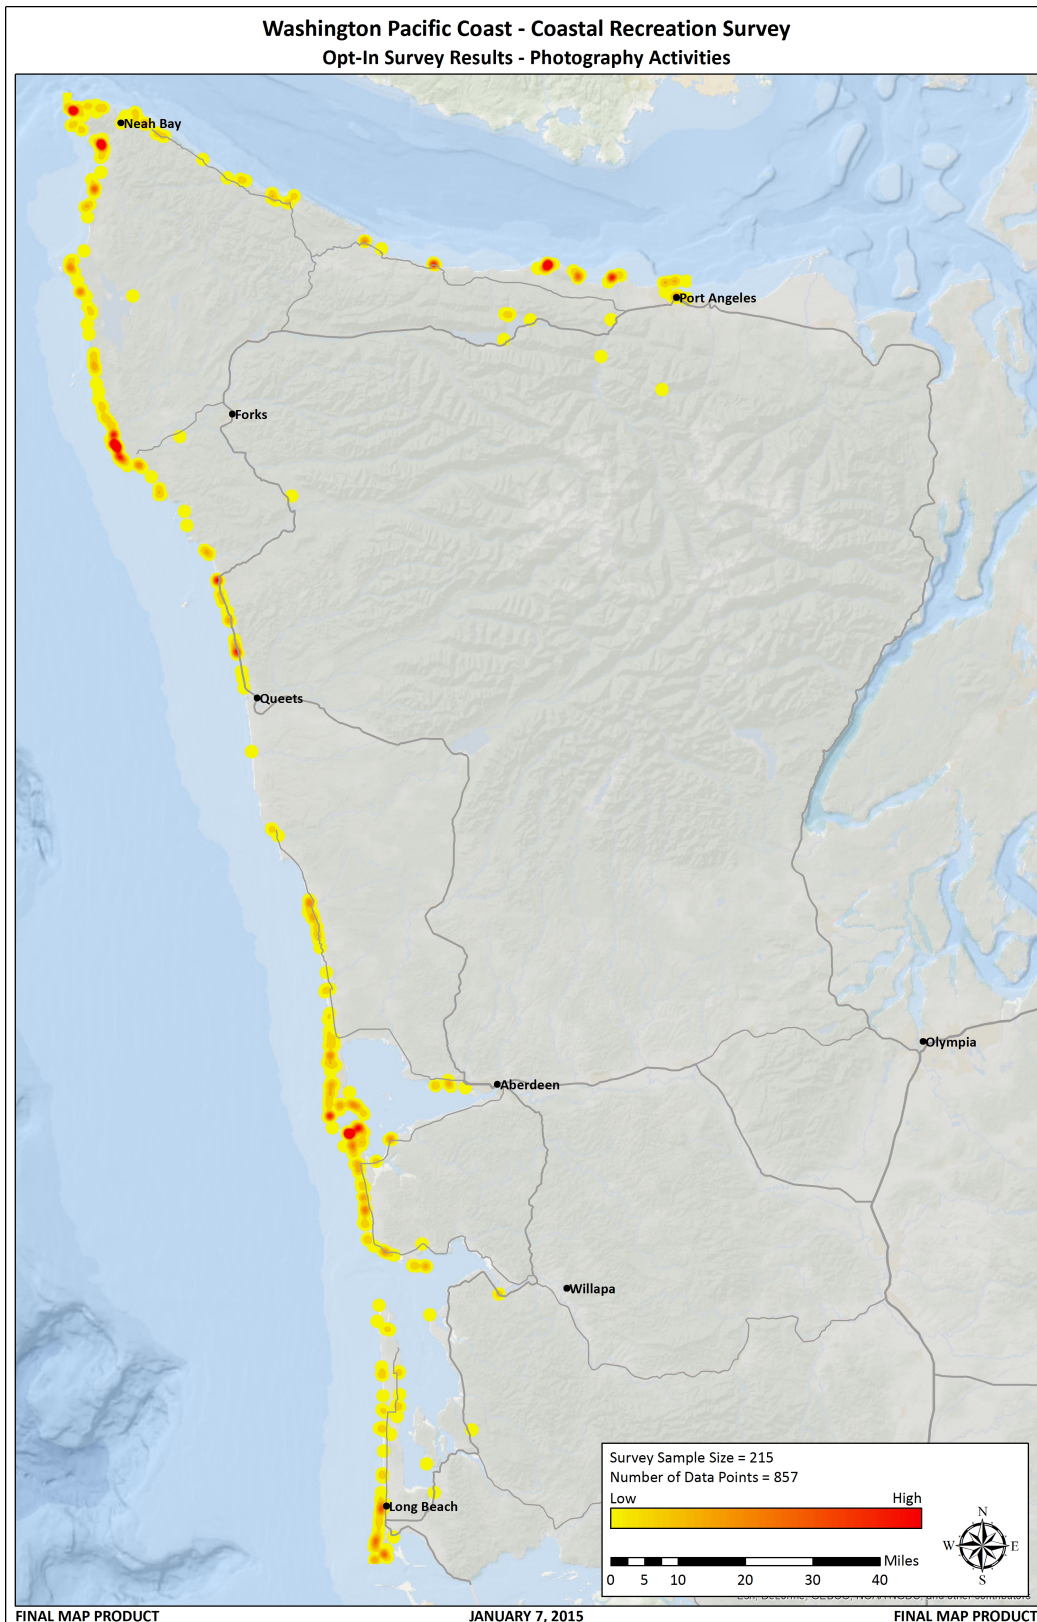 Washington Pacific Coast - Coastal Recreation Survey
Opt-In Survey Results - Photography Activities
Neah Bay
Port Angeles
Forks
Queets
Olympia
Aberdeen
Willapa
Long Beach
Survey Sample Size = 215
Number of Data Points = 857
Low High
N
W E
S
Miles
0 5 10 20 30 40
FINAL MAP PRODUCT JANUARY 7, 2015 FINAL MAP PRODUCT